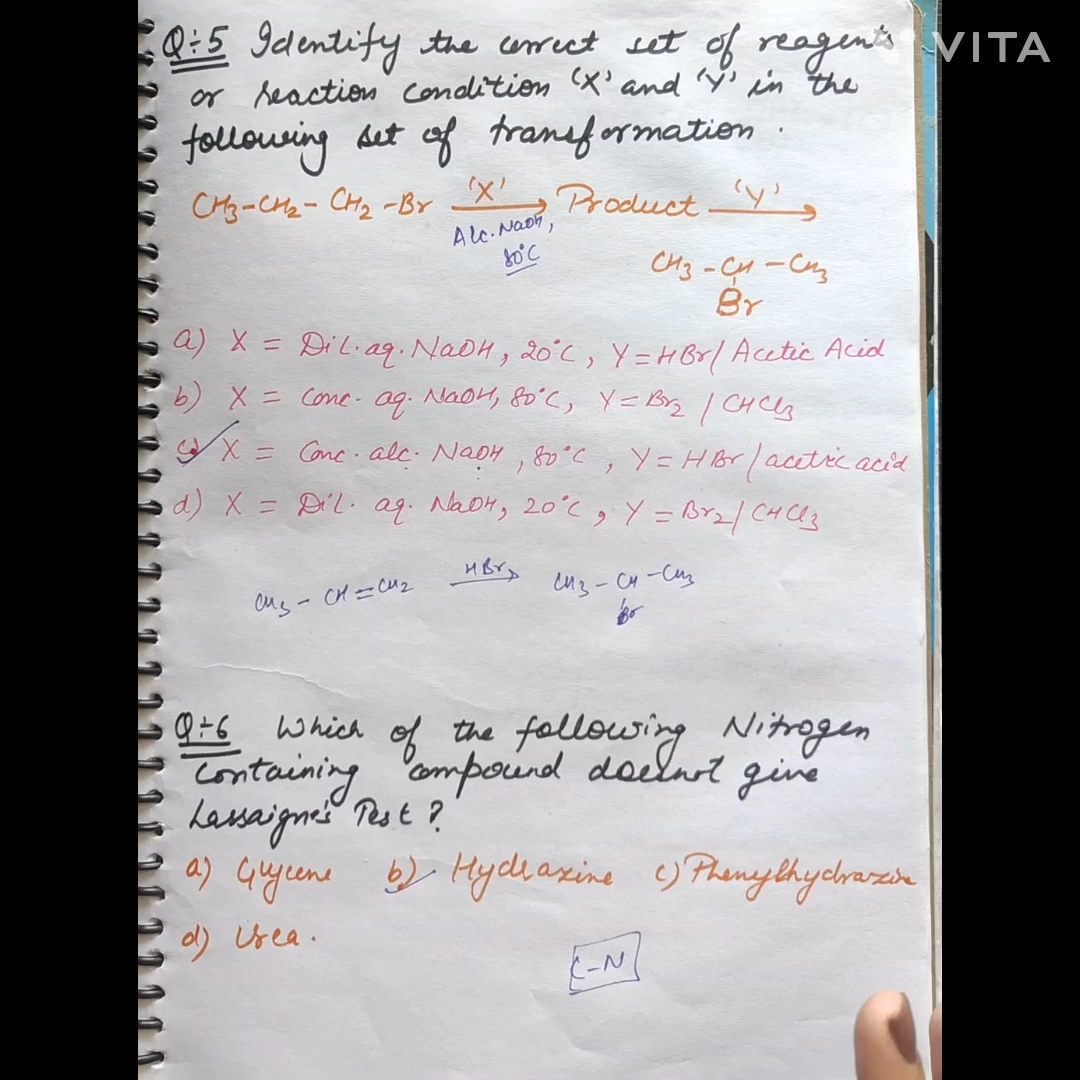 VITA
Q÷5 Identify the correct set of reagents
or reaction condition 'X' and 'Y' in the
following set of transformation.
CH3-CH2-CH2-Br 'X' Product 'Y'
Alc. NaOH,
80°C
CH3-CH-CH3
Br
a) X = Dil. aq. NaOH, 20°C, Y=HBr/Acetic Acid
b) X = Conc. aq. NaOH, 80°C, Y=Br2/CHCl3
c) X = Conc. alc. NaOH, 80°C, Y=HBr/acetic acid
d) X = Dil. aq. NaOH, 20°C, Y=Br2/CHCl3
CH3-CH=CH2 HBr CH3-CH-CH3
Br
Q÷6 Which of the following Nitrogen
containing compound doesnot give
Lassaigne's Test?
a) Glycene b) Hydrazine c) Phenylhydrazine
d) Urea.
C-N